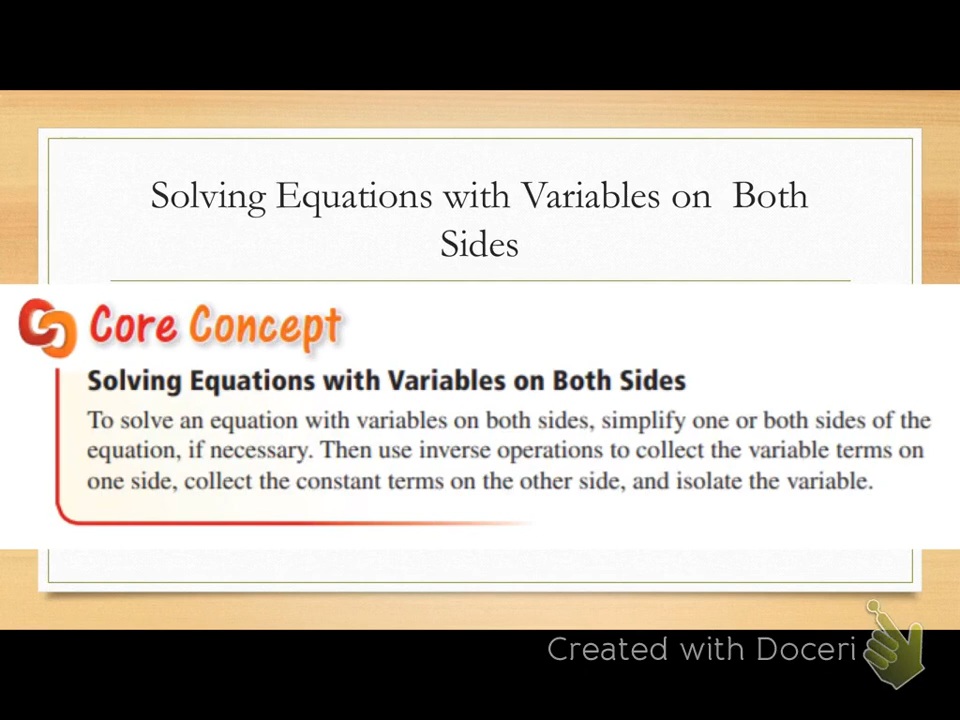 Solving Equations with Variables on Both
Sides
Core Concept
Solving Equations with Variables on Both Sides
To solve an equation with variables on both sides, simplify one or both sides of the
equation, if necessary. Then use inverse operations to collect the variable terms on
one side, collect the constant terms on the other side, and isolate the variable.
Created with Doceri